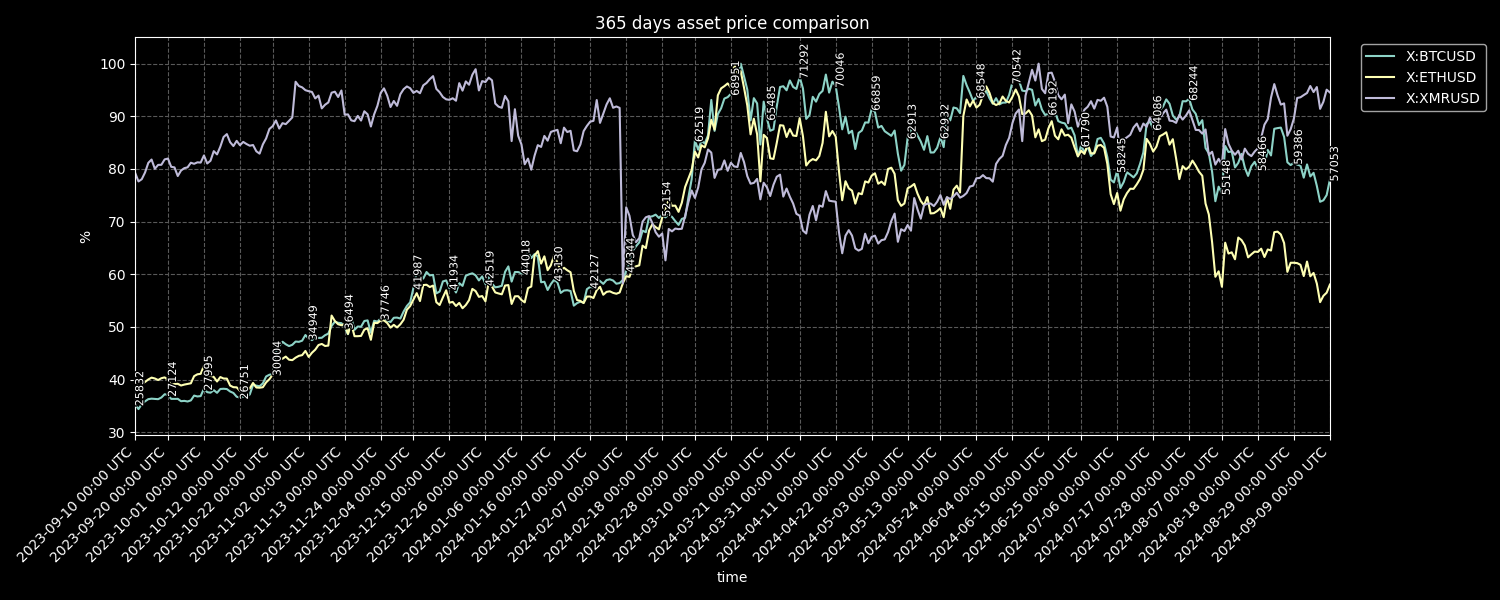 365 days asset price comparison
X:BTCUSD
X:ETHUSD
X:XMRUSD
100
90
80
70
60
50
40
30
%
25832
27124
27995
26751
30004
34949
36494
37746
41987
41934
42519
44018
43130
42127
44344
52154
62519
68951
65485
71292
70046
66859
62913
62932
68548
70542
66192
61790
58245
64086
68244
55148
58466
59386
57053
2023-09-10 00:00 UTC
2023-09-20 00:00 UTC
2023-10-01 00:00 UTC
2023-10-12 00:00 UTC
2023-10-22 00:00 UTC
2023-11-02 00:00 UTC
2023-11-13 00:00 UTC
2023-11-24 00:00 UTC
2023-12-04 00:00 UTC
2023-12-15 00:00 UTC
2023-12-26 00:00 UTC
2024-01-06 00:00 UTC
2024-01-16 00:00 UTC
2024-01-27 00:00 UTC
2024-02-07 00:00 UTC
2024-02-18 00:00 UTC
2024-02-28 00:00 UTC
2024-03-10 00:00 UTC
2024-03-21 00:00 UTC
2024-04-01 00:00 UTC
2024-04-11 00:00 UTC
2024-04-22 00:00 UTC
2024-05-03 00:00 UTC
2024-05-13 00:00 UTC
2024-05-24 00:00 UTC
2024-06-04 00:00 UTC
2024-06-15 00:00 UTC
2024-06-25 00:00 UTC
2024-07-06 00:00 UTC
2024-07-17 00:00 UTC
2024-07-28 00:00 UTC
2024-08-07 00:00 UTC
2024-08-18 00:00 UTC
2024-08-29 00:00 UTC
2024-09-09 00:00 UTC
time